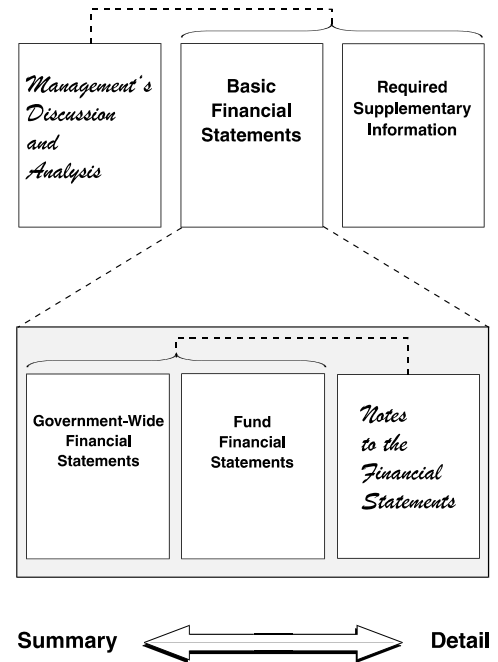 Management's
Discussion
and
Analysis
Basic
Financial
Statements
Required
Supplementary
Information
Government-Wide
Financial
Statements
Fund
Financial
Statements
Notes
to the
Financial
Statements
Summary
Detail